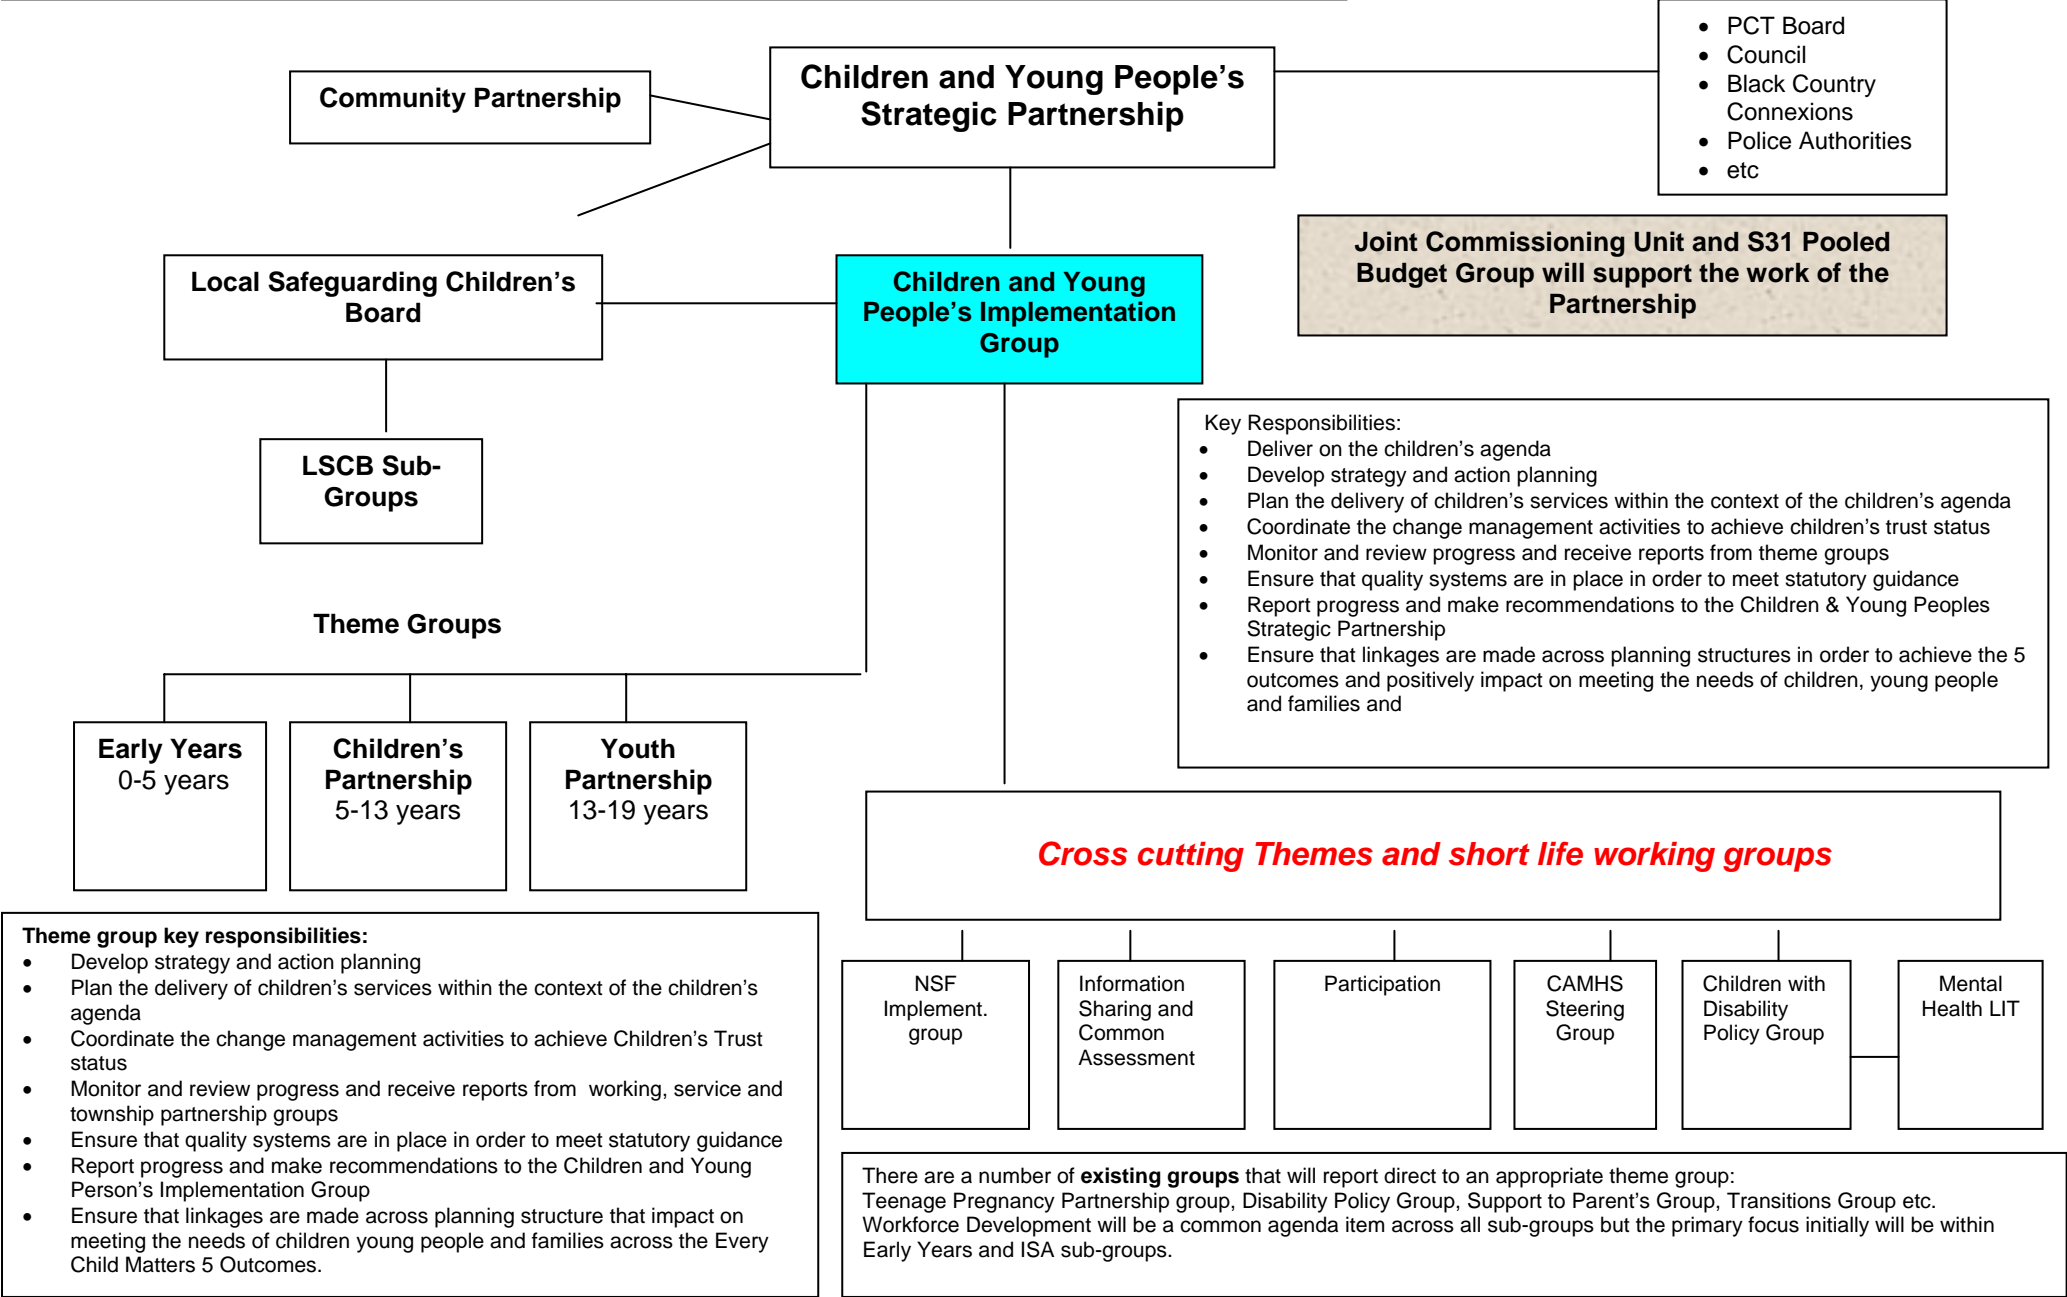 Community Partnership
Children and Young People’s
Strategic Partnership
• PCT Board
• Council
• Black Country
Connexions
• Police Authorities
• etc
Joint Commissioning Unit and S31 Pooled
Budget Group will support the work of the
Partnership
Local Safeguarding Children’s
Board
Children and Young
People’s Implementation
Group
LSCB Sub-
Groups
Key Responsibilities:
• Deliver on the children’s agenda
• Develop strategy and action planning
• Plan the delivery of children’s services within the context of the children’s agenda
• Coordinate the change management activities to achieve children’s trust status
• Monitor and review progress and receive reports from theme groups
• Ensure that quality systems are in place in order to meet statutory guidance
• Report progress and make recommendations to the Children & Young Peoples
Strategic Partnership
• Ensure that linkages are made across planning structures in order to achieve the 5
outcomes and positively impact on meeting the needs of children, young people
and families and
Theme Groups
Early Years
0-5 years
Children’s
Partnership
5-13 years
Youth
Partnership
13-19 years
Cross cutting Themes and short life working groups
Theme group key responsibilities:
• Develop strategy and action planning
• Plan the delivery of children’s services within the context of the children’s
agenda
• Coordinate the change management activities to achieve Children’s Trust
status
• Monitor and review progress and receive reports from working, service and
township partnership groups
• Ensure that quality systems are in place in order to meet statutory guidance
• Report progress and make recommendations to the Children and Young
Person’s Implementation Group
• Ensure that linkages are made across planning structure that impact on
meeting the needs of children young people and families across the Every
Child Matters 5 Outcomes.
NSF
Implement.
group
Information
Sharing and
Common
Assessment
Participation
CAMHS
Steering
Group
Children with
Disability
Policy Group
Mental
Health LIT
There are a number of existing groups that will report direct to an appropriate theme group:
Teenage Pregnancy Partnership group, Disability Policy Group, Support to Parent’s Group, Transitions Group etc.
Workforce Development will be a common agenda item across all sub-groups but the primary focus initially will be within
Early Years and ISA sub-groups.